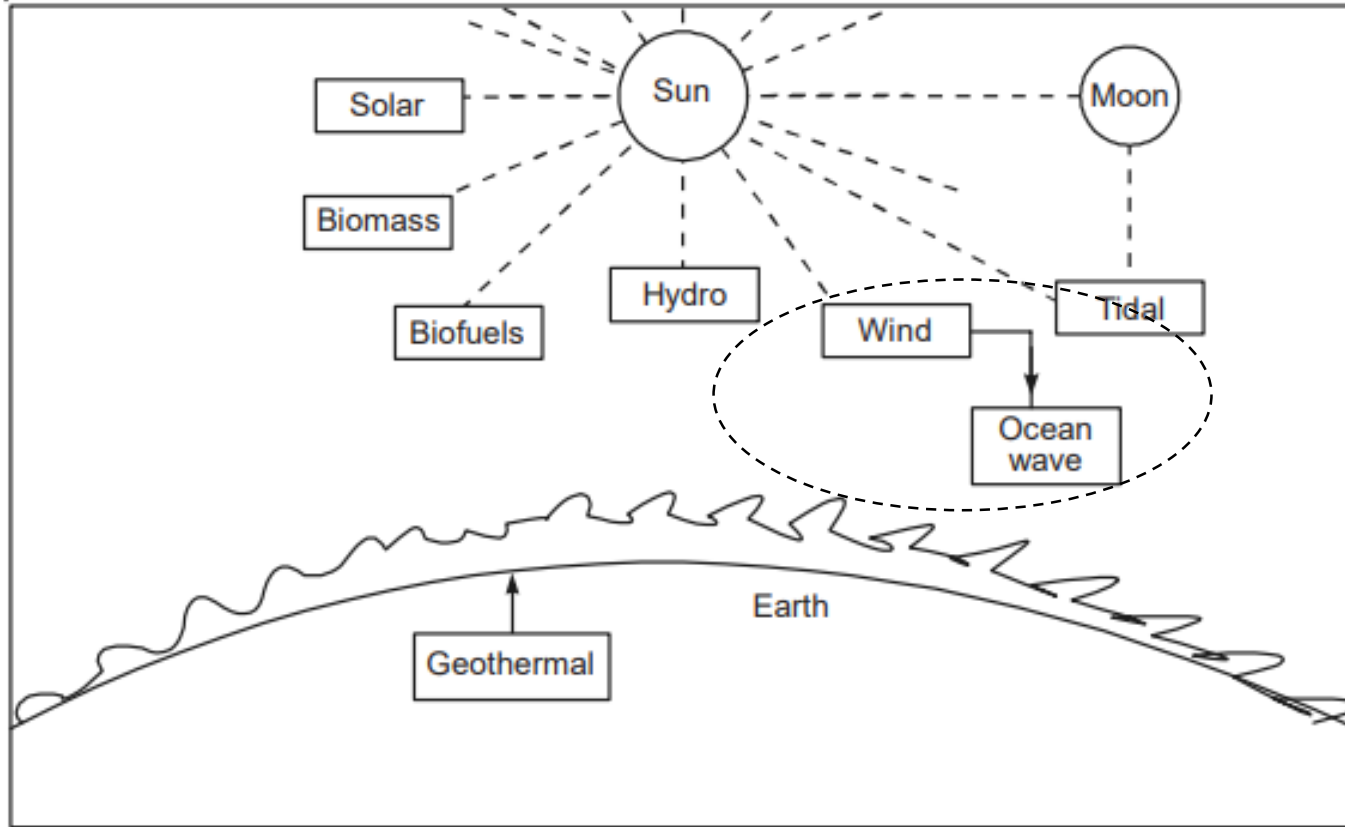 Sun
Moon
Solar
Biomass
Hydro
Tidal
Biofuels
Wind
Ocean
wave
Earth
Geothermal